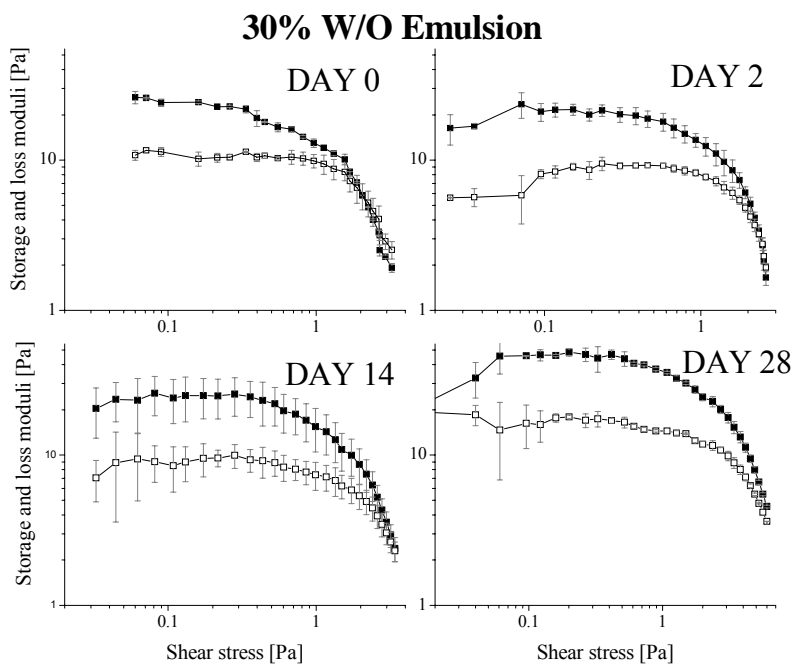 30% W/O Emulsion
Storage and loss moduli [Pa]
DAY 0
10
1
0.1
1
DAY 2
10
1
0.1
1
Storage and loss moduli [Pa]
DAY 14
10
1
0.1
1
Shear stress [Pa]
DAY 28
10
1
0.1
1
Shear stress [Pa]